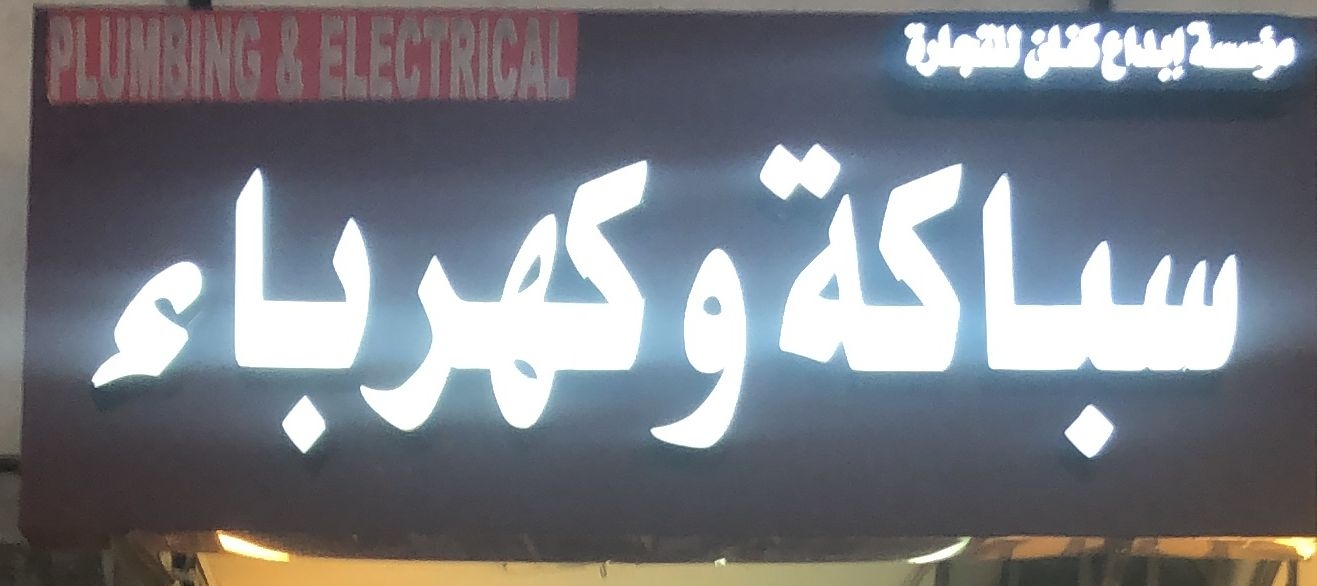 مؤسسة إبداع كنان للتجارة
PLUMBING & ELECTRICAL
سباكة وكهرباء